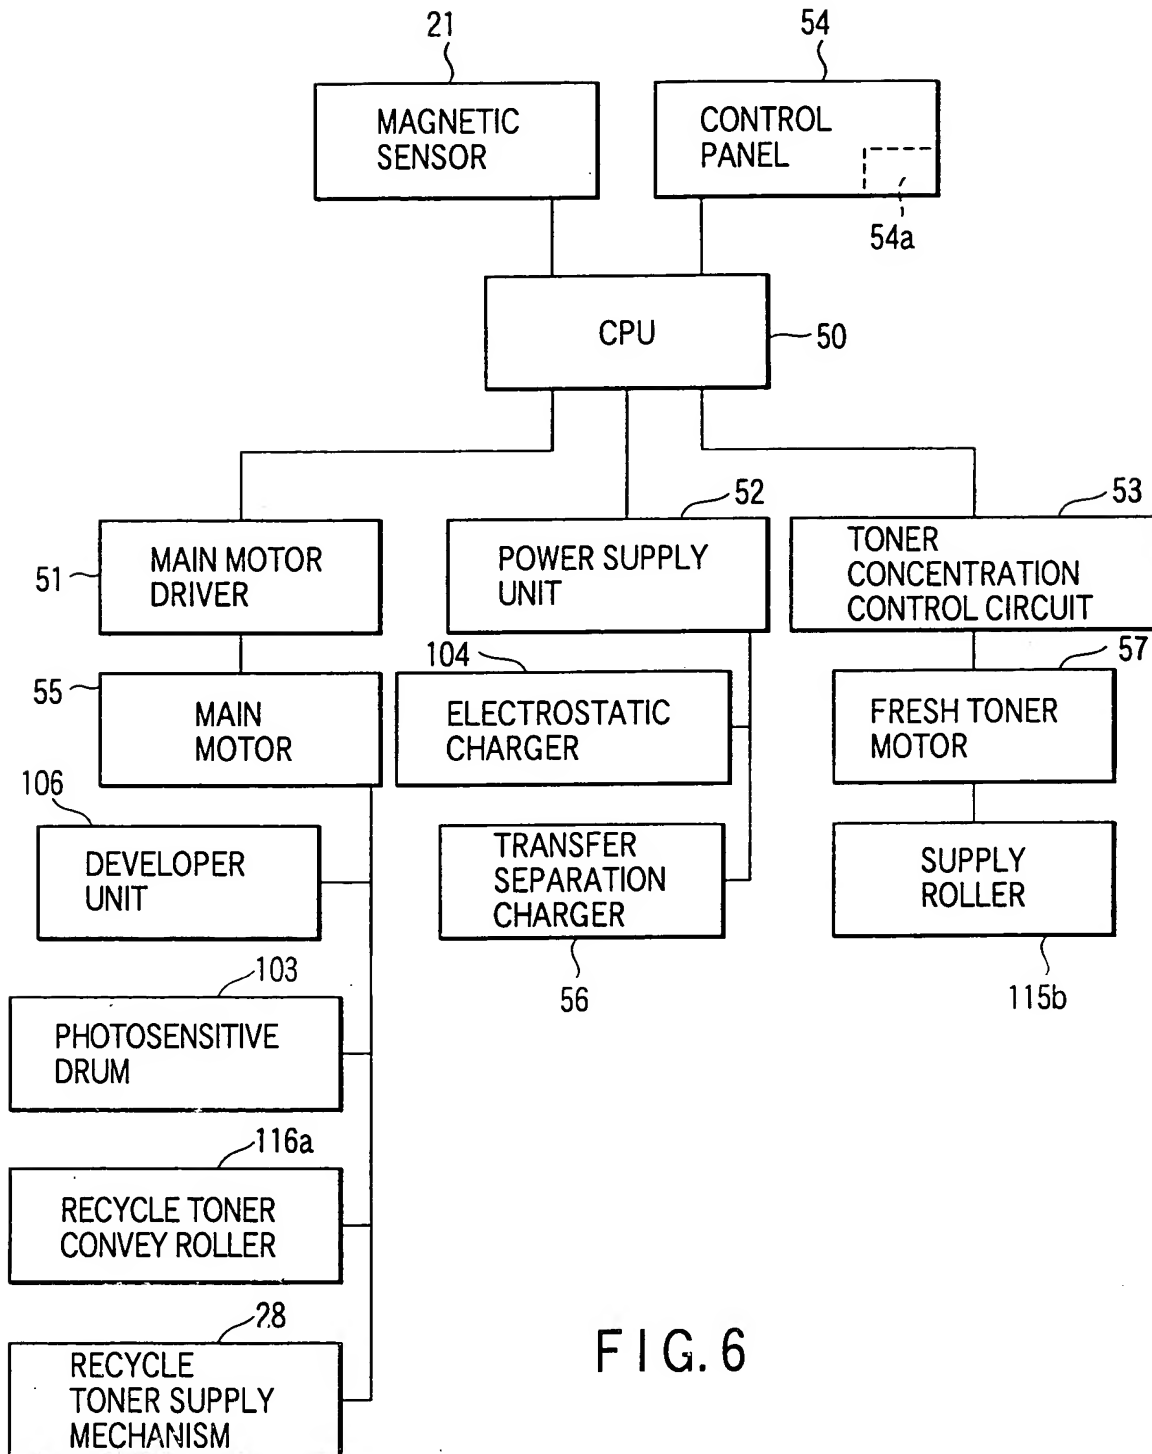 21
54
MAGNETIC
SENSOR
CONTROL
PANEL
54a
CPU
50
52
53
51
MAIN MOTOR
DRIVER
POWER SUPPLY
UNIT
TONER
CONCENTRATION
CONTROL CIRCUIT
55
104
57
MAIN
MOTOR
ELECTROSTATIC
CHARGER
FRESH TONER
MOTOR
106
DEVELOPER
UNIT
TRANSFER
SEPARATION
CHARGER
SUPPLY
ROLLER
103
56
115b
PHOTOSENSITIVE
DRUM
116a
RECYCLE TONER
CONVEY ROLLER
28
RECYCLE
TONER SUPPLY
MECHANISM
FIG. 6